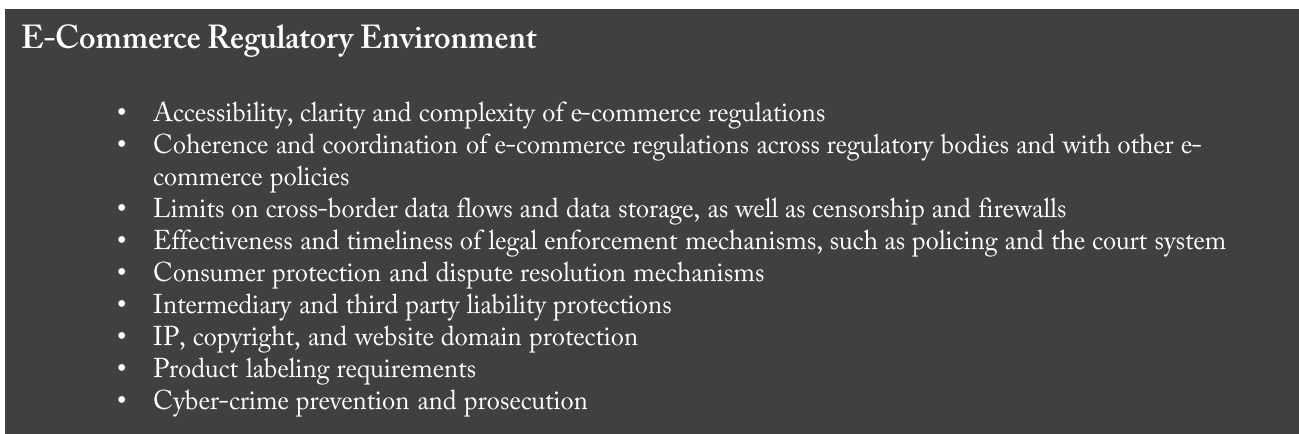 E-Commerce Regulatory Environment
• Accessibility, clarity and complexity of e-commerce regulations
• Coherence and coordination of e-commerce regulations across regulatory bodies and with other e-
commerce policies
• Limits on cross-border data flows and data storage, as well as censorship and firewalls
• Effectiveness and timeliness of legal enforcement mechanisms, such as policing and the court system
• Consumer protection and dispute resolution mechanisms
• Intermediary and third party liability protections
• IP, copyright, and website domain protection
• Product labeling requirements
• Cyber-crime prevention and prosecution